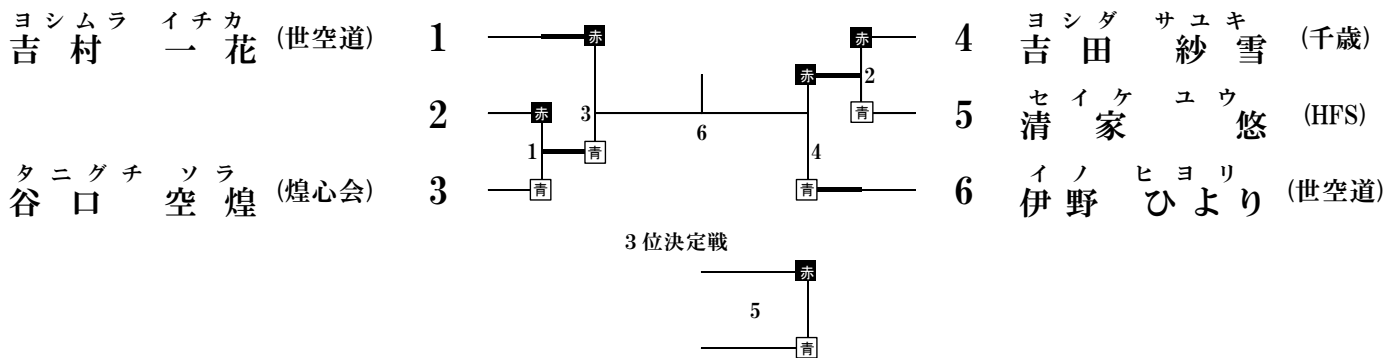 ヨシムラ イチカ
吉村 一花 (世空道) 1 赤
2 赤
タニグチ ソラ
谷口 空煌 (煌心会) 3 青
1 青 3
6
ヨシダ サユキ
赤 4 吉田 紗雪 (千歳)
赤 2
セイケ ユウ
青 5 清家 悠 (HFS)
4
イノ ヒヨリ
青 6 伊野 ひより (世空道)
3位決定戦
赤
5
青